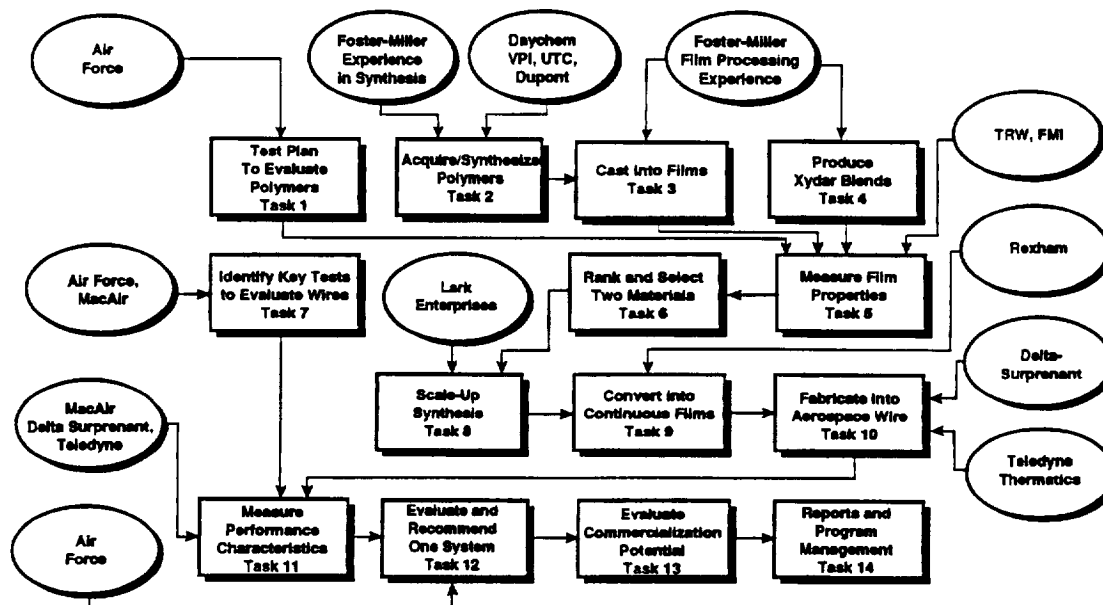 Air
Force
Foster-Miller
Experience
in Synthesis
Daychem
VPI, UTC,
Dupont
Foster-Miller
Film Processing
Experience
TRW, FMI
Test Plan
To Evaluate
Polymers
Task 1
Acquire/Synthesize
Polymers
Task 2
Cast into Films
Task 3
Produce
Xydar Blends
Task 4
Rexham
Air Force,
MacAir
Identify Key Tests
to Evaluate Wires
Task 7
Lark
Enterprises
Rank and Select
Two Materials
Task 6
Measure Film
Properties
Task 5
Delta-
Surprenant
MacAir
Delta Surprenant,
Teledyne
Scale-Up
Synthesis
Task 8
Convert into
Continuous Films
Task 9
Fabricate into
Aerospace Wire
Task 10
Teledyne
Thermatics
Air
Force
Measure
Performance
Characteristics
Task 11
Evaluate and
Recommend
One System
Task 12
Evaluate
Commercialization
Potential
Task 13
Reports and
Program
Management
Task 14